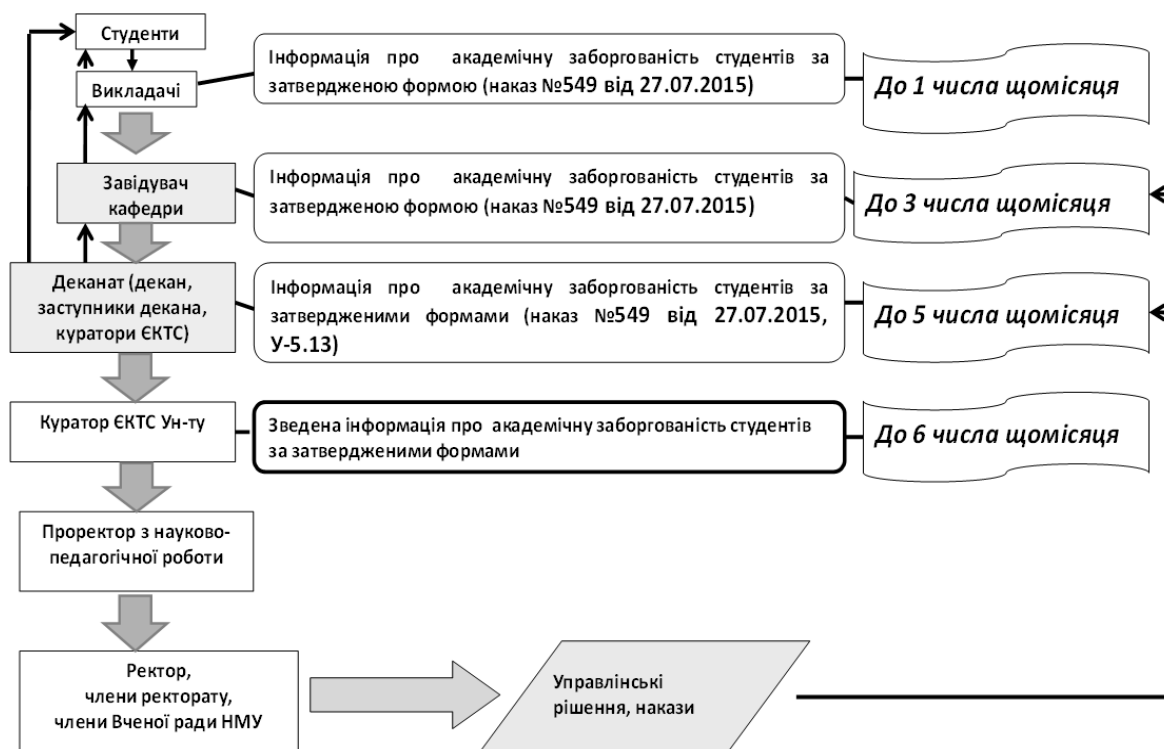 Студенти
Викладачі
Інформація про академічну заборгованість студентів за
затвердженою формою (наказ №549 від 27.07.2015)
До 1 числа щомісяця
Завідувач
кафедри
Інформація про академічну заборгованість студентів за
затвердженою формою (наказ №549 від 27.07.2015)
До 3 числа щомісяця
Деканат (декан,
заступники декана,
куратори ЄКТС)
Інформація про академічну заборгованість студентів за
затвердженими формами (наказ №549 від 27.07.2015,
У-5.13)
До 5 числа щомісяця
Куратор ЄКТС Ун-ту
Зведена інформація про академічну заборгованість студентів
за затвердженими формами
До 6 числа щомісяця
Проректор з науково-
педагогічної роботи
Ректор,
члени ректорату,
члени Вченої ради НМУ
Управлінські
рішення, накази